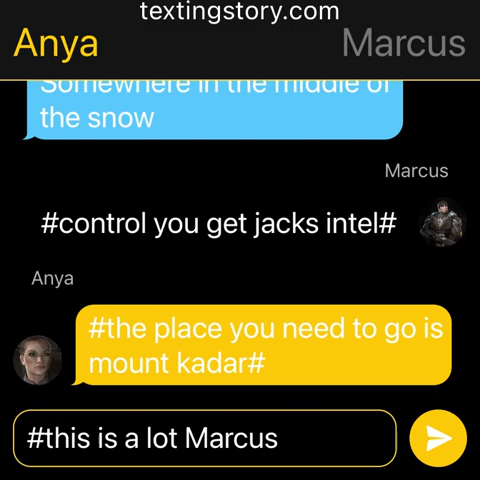 textingstory.com
Anya
Marcus
Somewhere in the middle of
the snow
Marcus
#control you get jacks intel#
Anya
#the place you need to go is
mount kadar#
#this is a lot Marcus